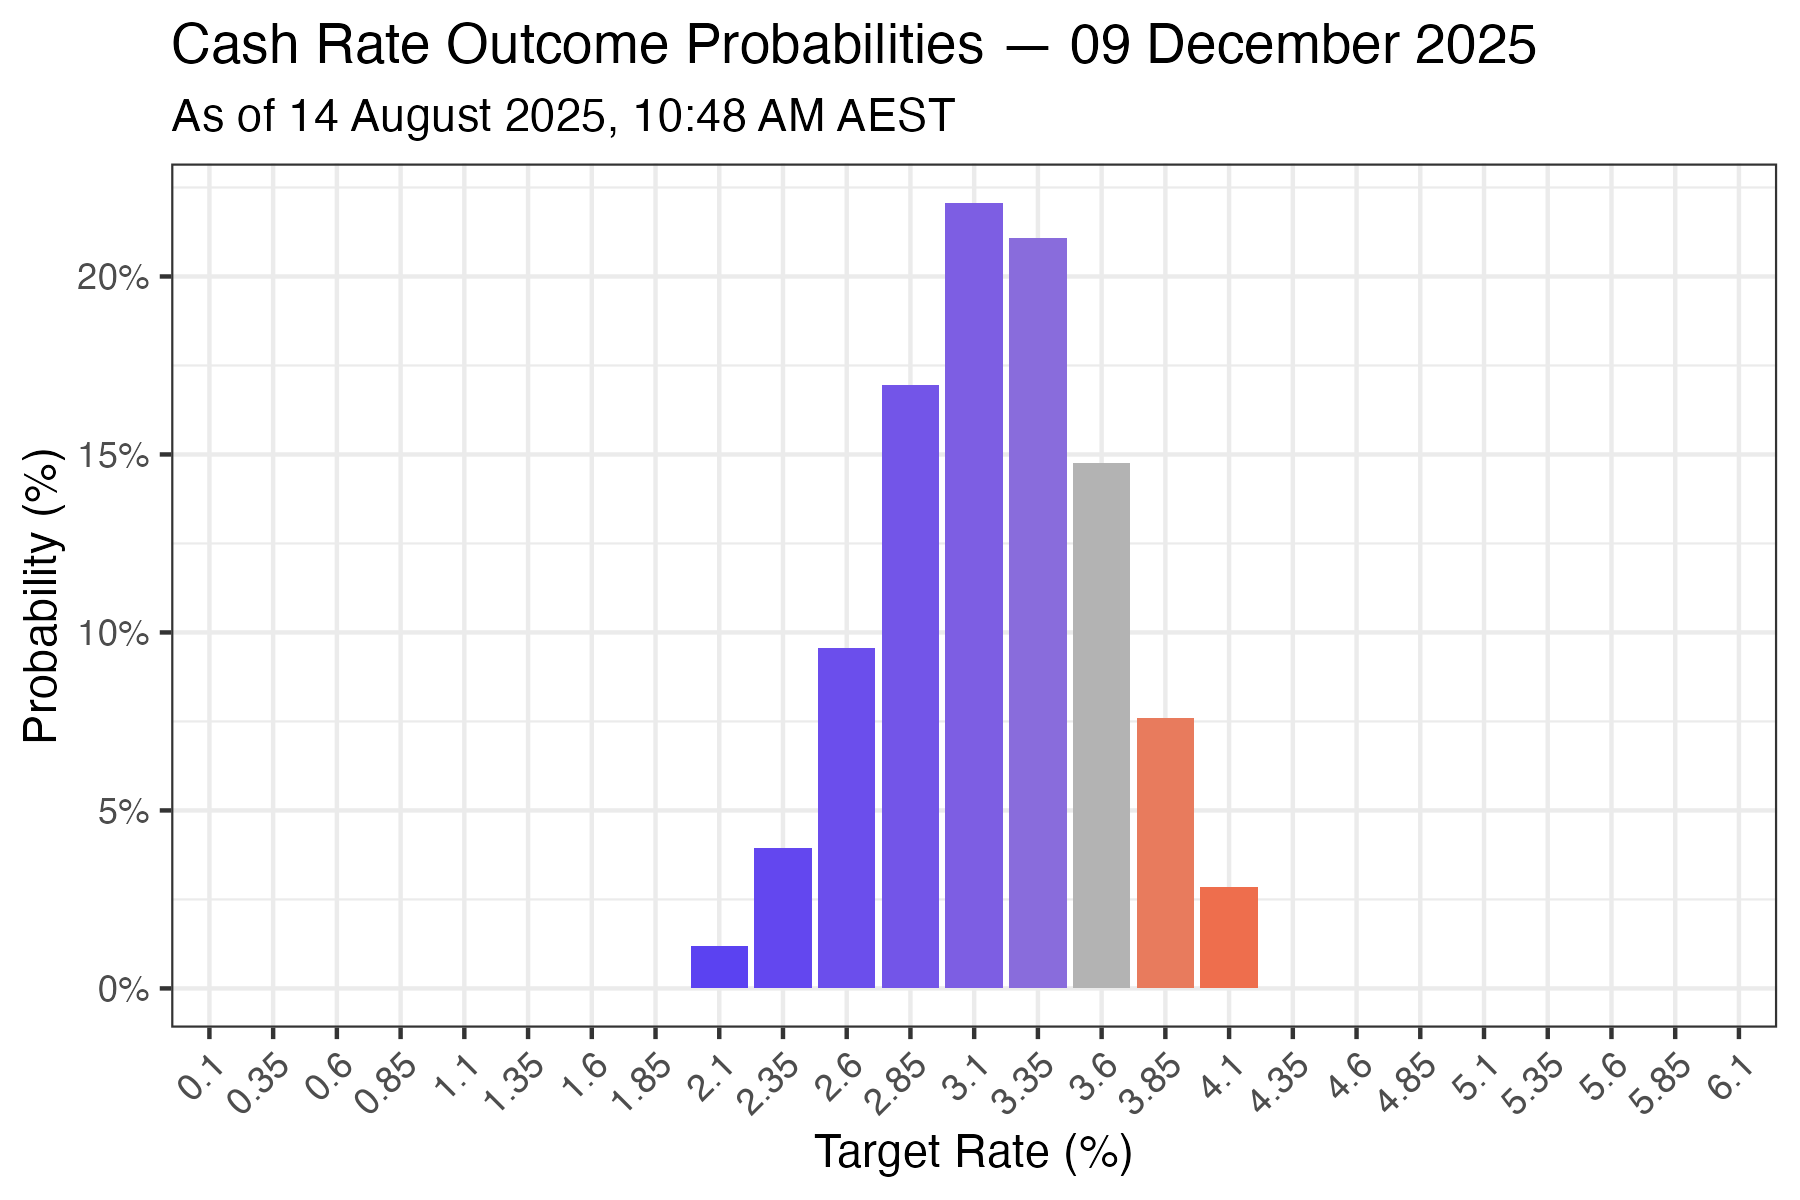 Cash Rate Outcome Probabilities — 09 December 2025
As of 14 August 2025, 10:48 AM AEST
Probability (%)
20%
15%
10%
5%
0%
0.1 0.35 0.6 0.85 1.1 1.35 1.6 1.85 2.1 2.35 2.6 2.85 3.1 3.35 3.6 3.85 4.1 4.35 4.6 4.85 5.1 5.35 5.6 5.85 6.1
Target Rate (%)